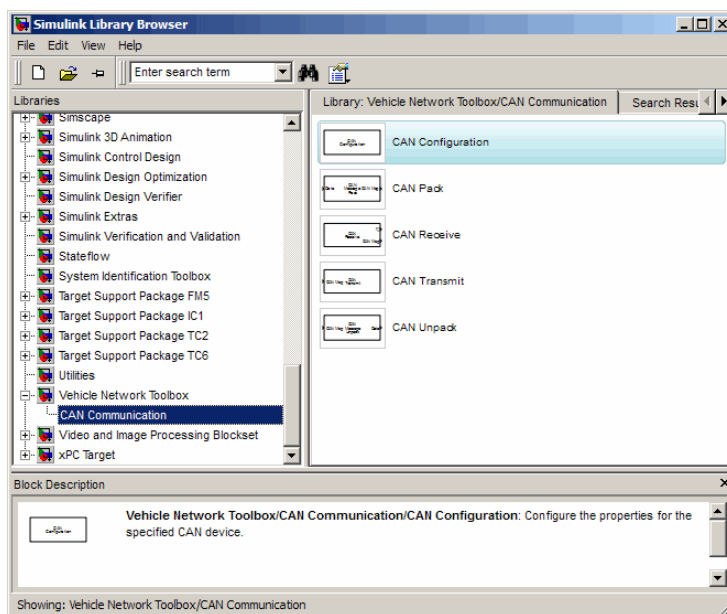 Simulink Library Browser
File Edit View Help
Enter search term
Libraries
Library: Vehicle Network Toolbox/CAN Communication
Search Resu
Simscape
Simulink 3D Animation
Simulink Control Design
Simulink Design Optimization
Simulink Design Verifier
Simulink Extras
Simulink Verification and Validation
Stateflow
System Identification Toolbox
Target Support Package FM5
Target Support Package IC1
Target Support Package TC2
Target Support Package TC6
Utilities
Vehicle Network Toolbox
CAN Communication
Video and Image Processing Blockset
xPC Target
CAN Configuration
CAN Pack
CAN Receive
CAN Transmit
CAN Unpack
Block Description
Vehicle Network Toolbox/CAN Communication/CAN Configuration: Configure the properties for the
specified CAN device.
Showing: Vehicle Network Toolbox/CAN Communication